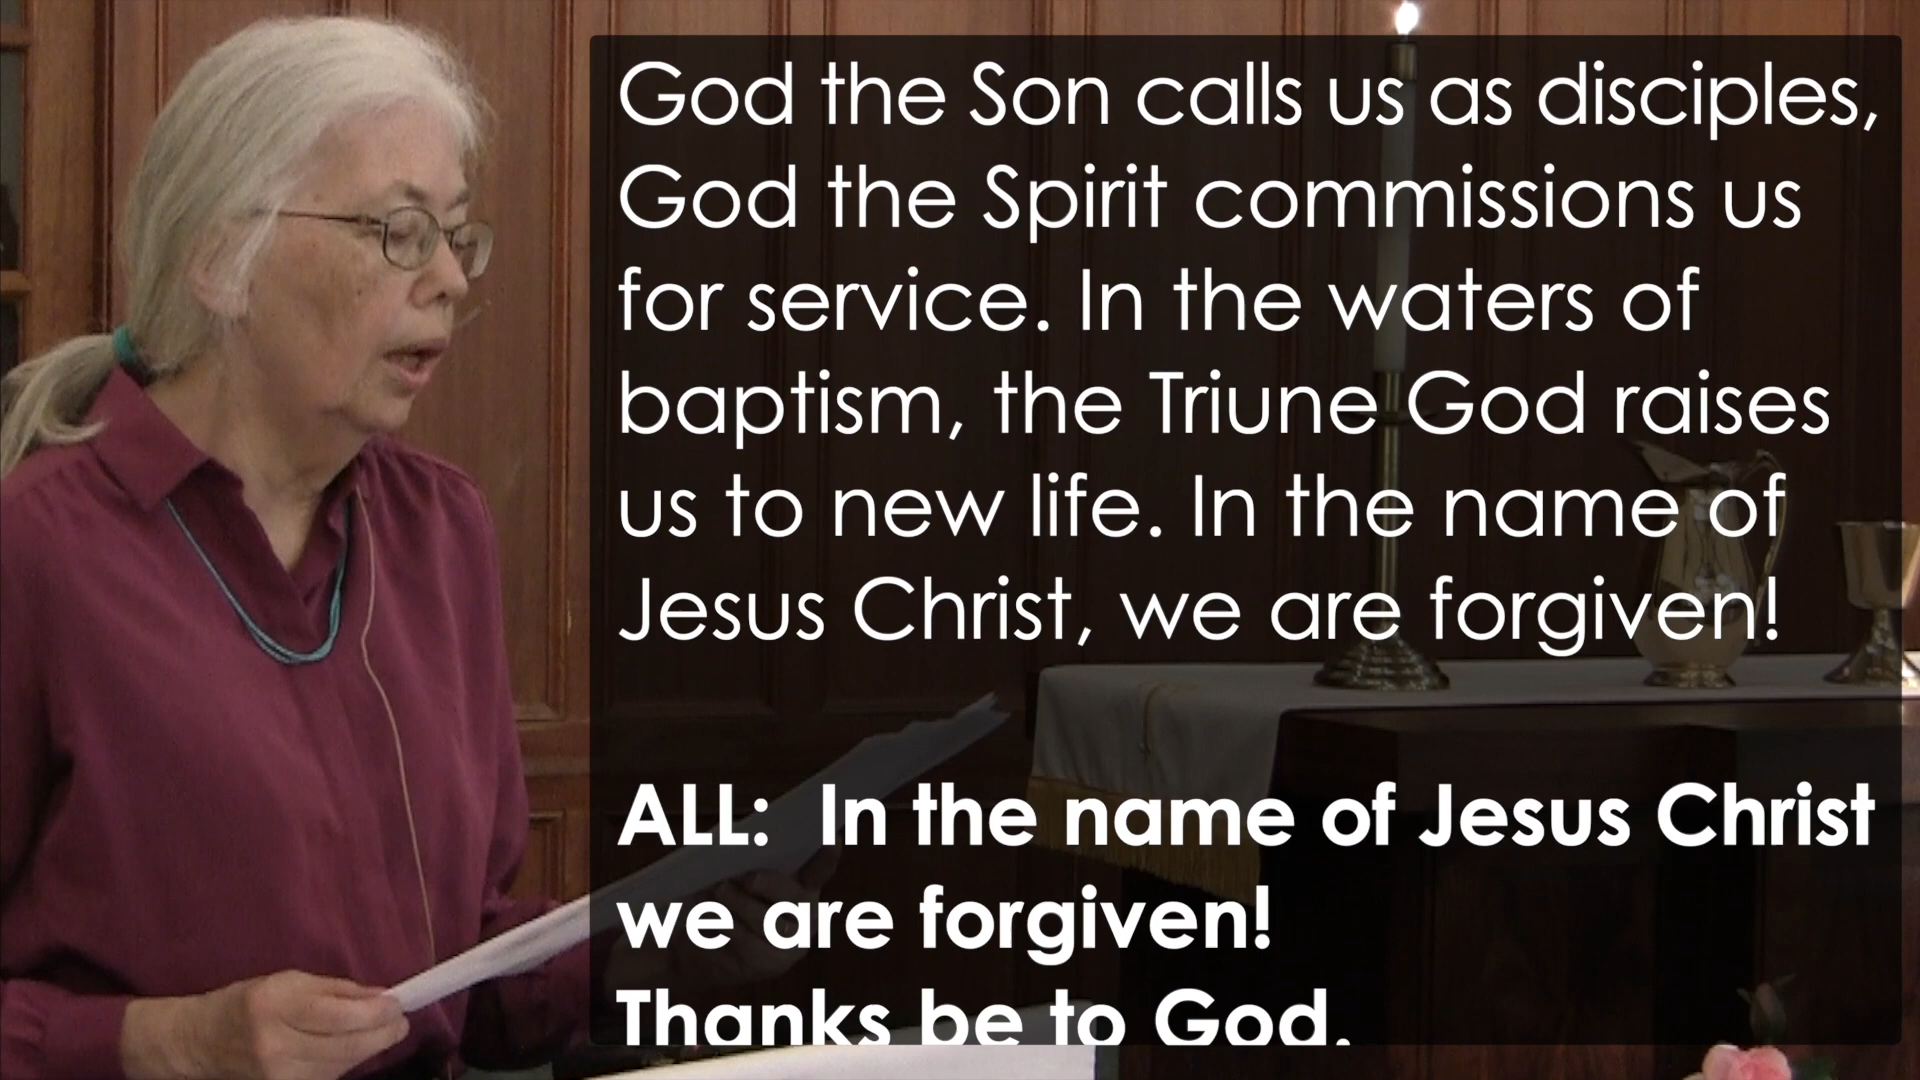 God the Son calls us as disciples,
God the Spirit commissions us
for service. In the waters of
baptism, the Triune God raises
us to new life. In the name of
Jesus Christ, we are forgiven!
ALL:  In the name of Jesus Christ
we are forgiven!
Thanks be to God.